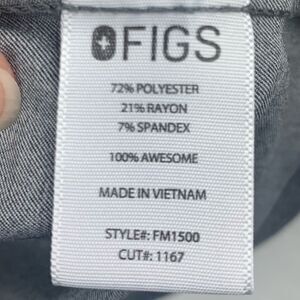 FIGS
72% POLYESTER
21% RAYON
7% SPANDEX
100% AWESOME
MADE IN VIETNAM
STYLE#: FM1500
CUT#: 1167